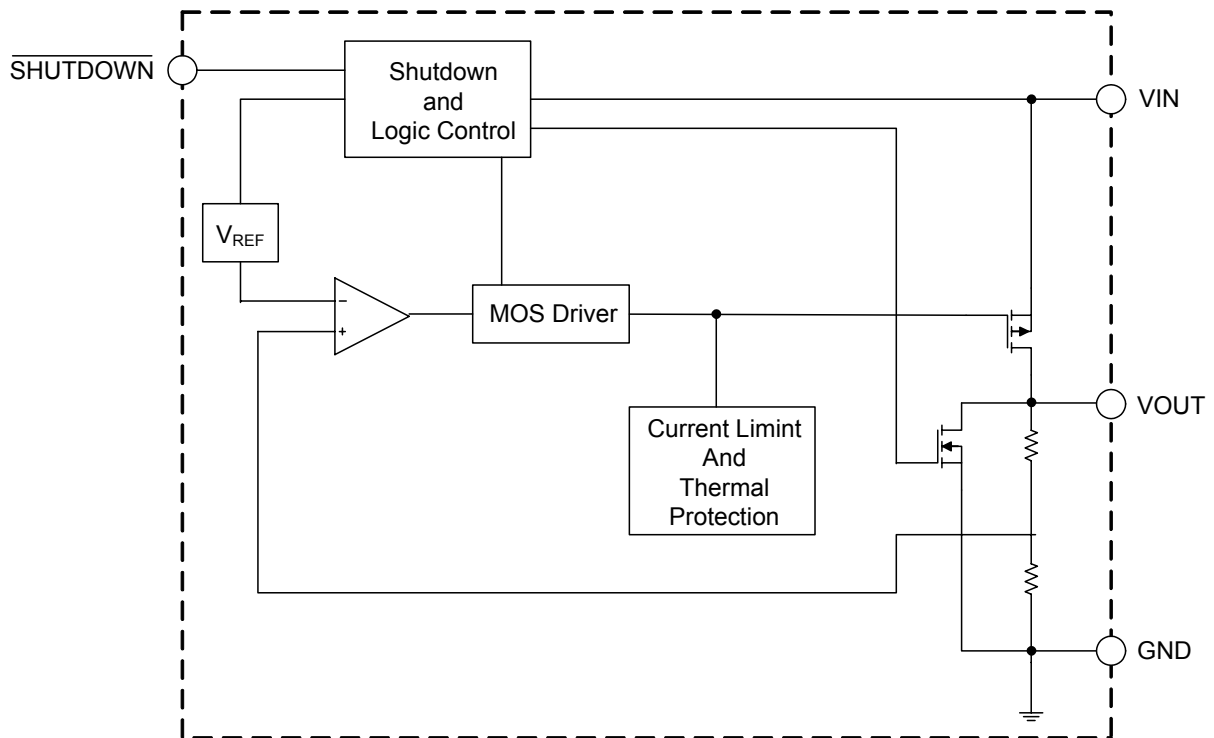 SHUTDOWN
Shutdown
and
Logic Control
VIN
VREF
−
+
MOS Driver
VOUT
Current Limint
And
Thermal
Protection
GND